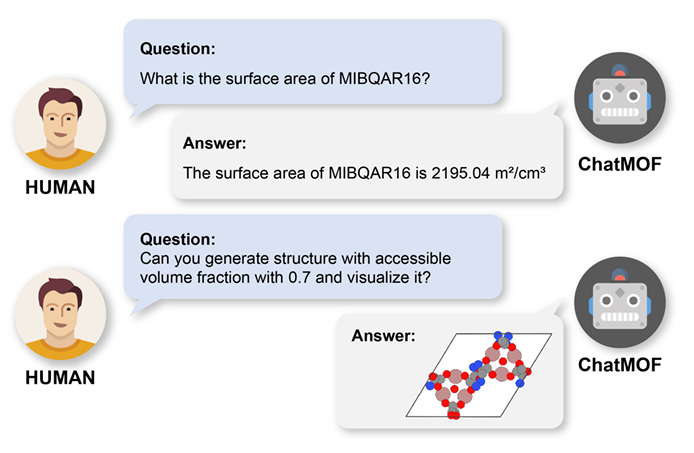 Question:
What is the surface area of MIBQAR16?
HUMAN
Answer:
The surface area of MIBQAR16 is 2195.04 m²/cm³
ChatMOF
Question:
Can you generate structure with accessible
volume fraction with 0.7 and visualize it?
HUMAN
Answer:
ChatMOF